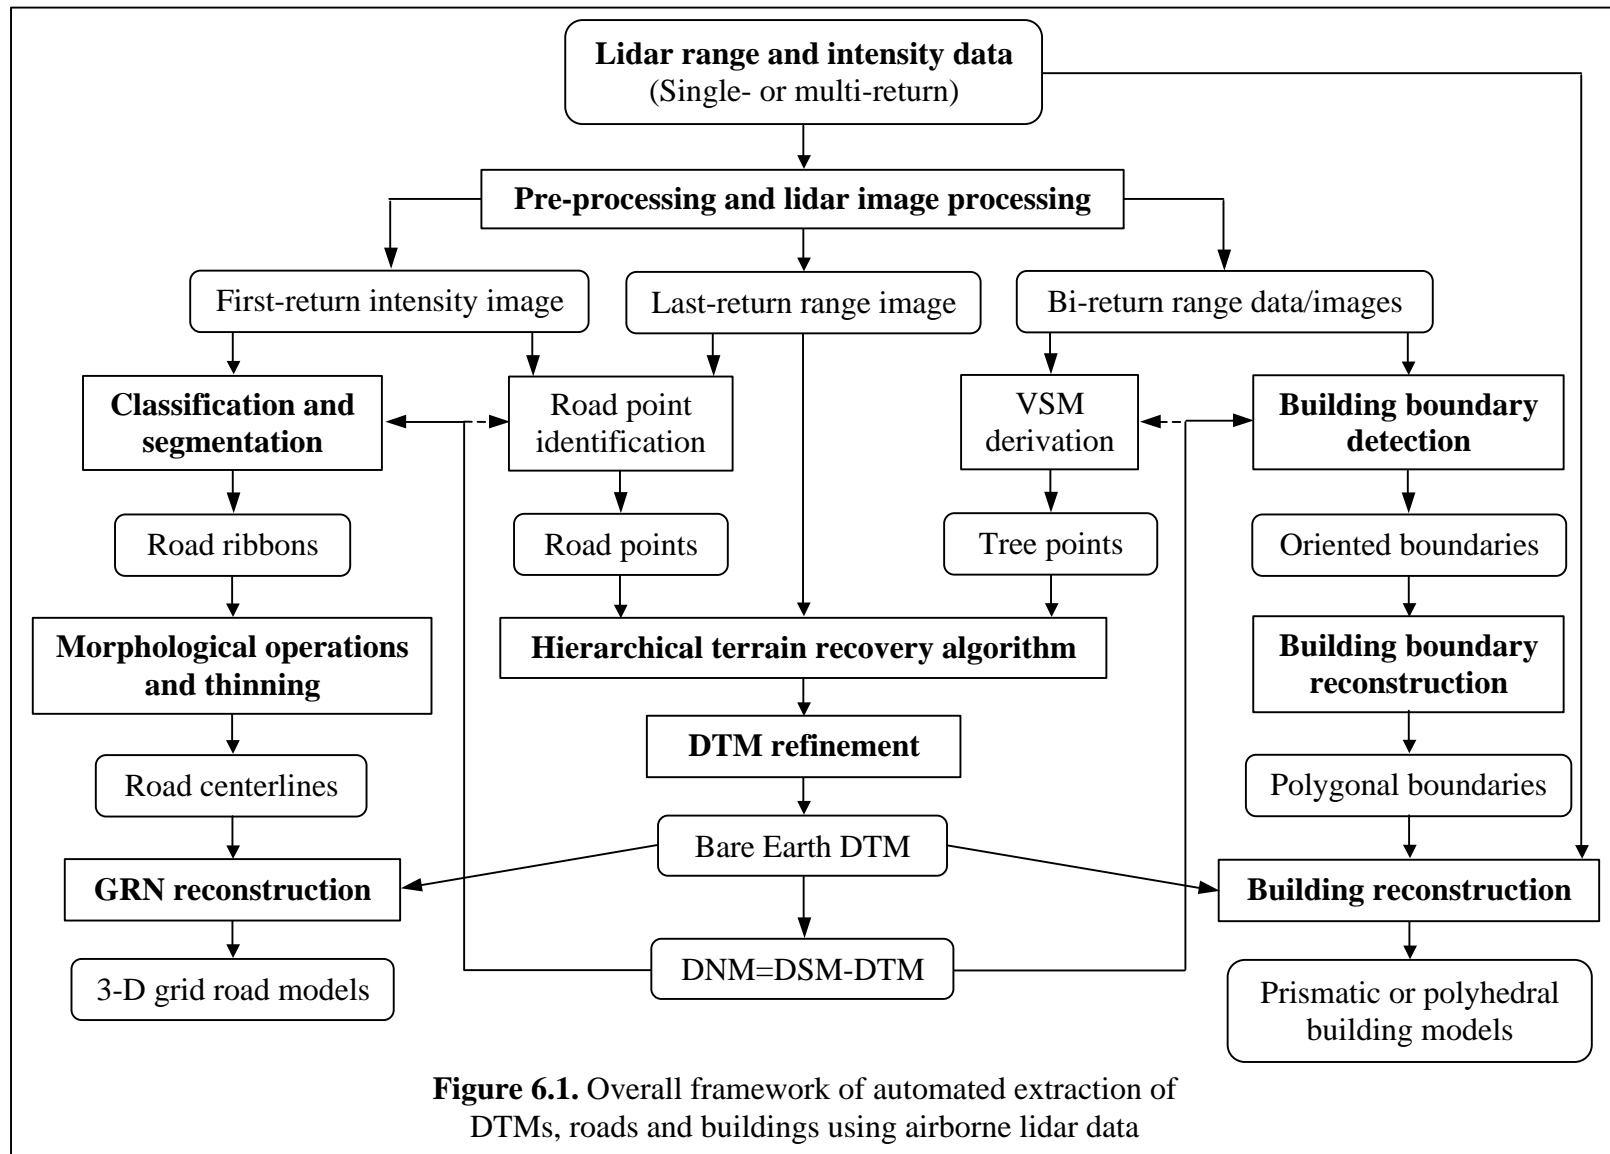 Lidar range and intensity data
(Single- or multi-return)
Pre-processing and lidar image processing
First-return intensity image
Last-return range image
Bi-return range data/images
Classification and
segmentation
Road point
identification
VSM
derivation
Building boundary
detection
Road ribbons
Road points
Tree points
Oriented boundaries
Morphological operations
and thinning
Hierarchical terrain recovery algorithm
Building boundary
reconstruction
DTM refinement
Road centerlines
Polygonal boundaries
Bare Earth DTM
GRN reconstruction
Building reconstruction
3-D grid road models
DNM=DSM-DTM
Prismatic or polyhedral
building models
Figure 6.1. Overall framework of automated extraction of
DTMs, roads and buildings using airborne lidar data